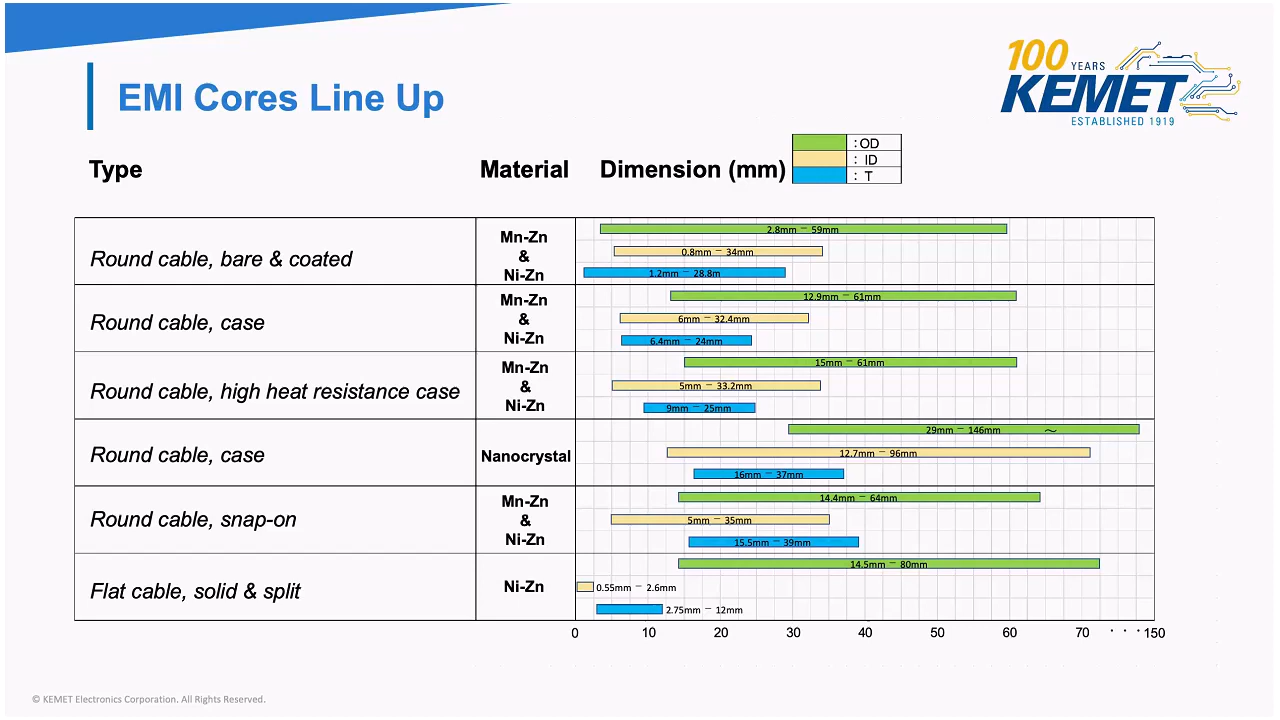 100 YEARS
KEMET
ESTABLISHED 1919
EMI Cores Line Up
Type Material Dimension (mm)
: OD
: ID
: T
Round cable, bare & coated
Mn-Zn
&
Ni-Zn
2.8mm – 59mm
0.8mm – 34mm
1.2mm – 28.8m
Round cable, case
Mn-Zn
&
Ni-Zn
12.9mm – 61mm
6mm – 32.4mm
6.4mm – 24mm
Round cable, high heat resistance case
Mn-Zn
&
Ni-Zn
15mm – 61mm
5mm – 33.2mm
9mm – 25mm
Round cable, case
Nanocrystal
29mm – 146mm ~
12.7mm – 96mm
16mm – 37mm
Round cable, snap-on
Mn-Zn
&
Ni-Zn
14.4mm – 64mm
5mm – 35mm
15.5mm – 39mm
Flat cable, solid & split
Ni-Zn
14.5mm – 80mm
0.55mm – 2.6mm
2.75mm – 12mm
0 10 20 30 40 50 60 70 · · · 150
© KEMET Electronics Corporation. All Rights Reserved.